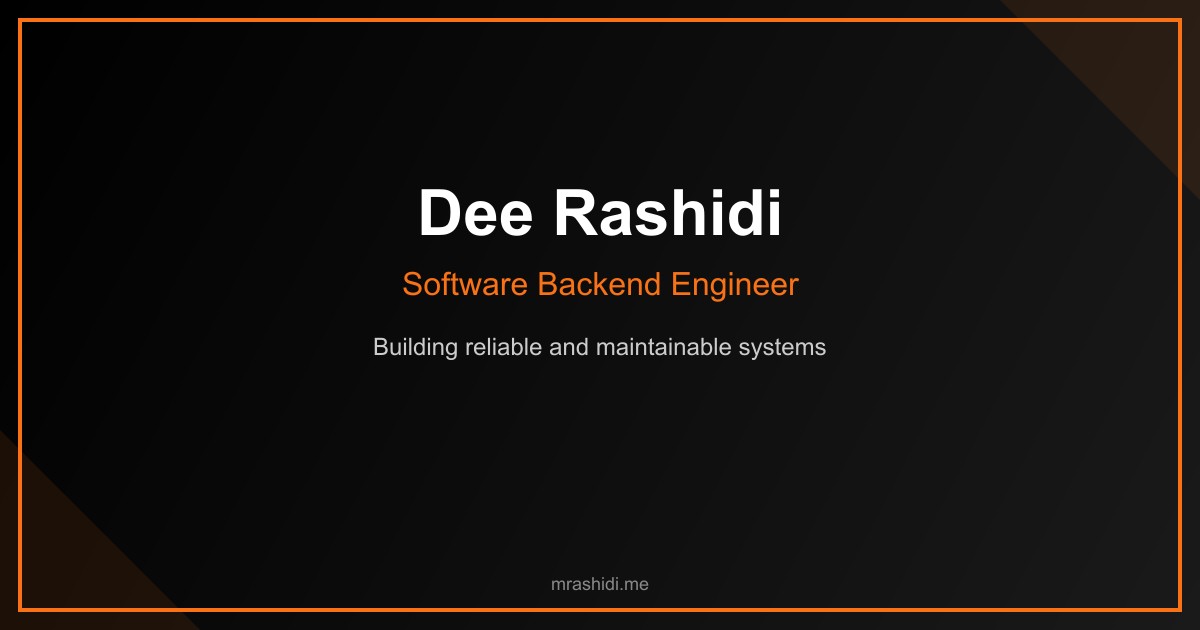 Dee Rashidi
Software Backend Engineer
Building reliable and maintainable systems
mrashidi.me